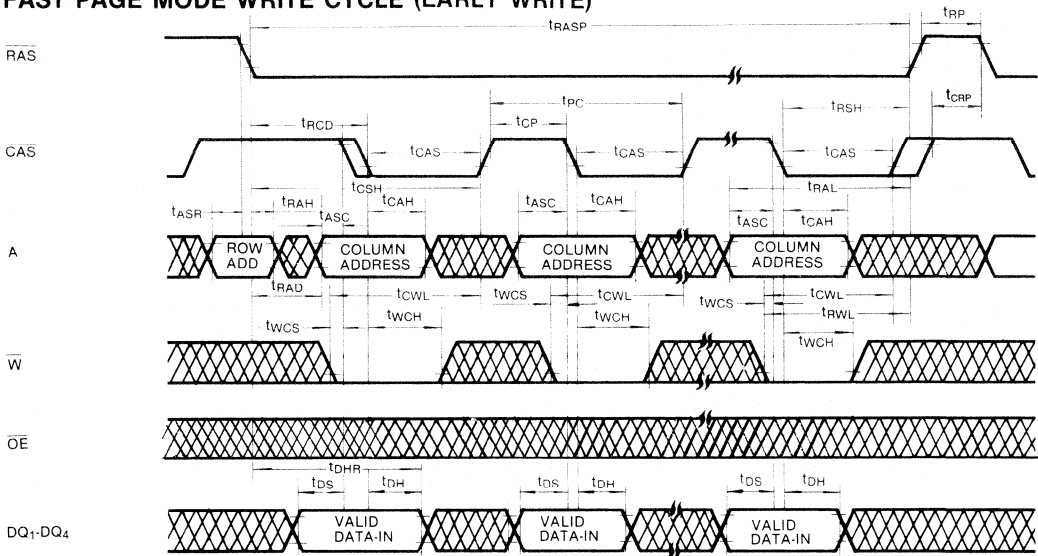 FAST PAGE MODE WRITE CYCLE (EARLY WRITE)
tRASP
tRP
RAS
tPC
tRSH
tCRP
tRCD
tCP
CAS
tCAS
tCAS
tCAS
tCSH
tRAL
tASR
tRAH
tASC
tCAH
tASC
tCAH
tASC
tCAH
A
ROW ADD
COLUMN ADDRESS
COLUMN ADDRESS
COLUMN ADDRESS
tRAD
tCWL
tWCS
tCWL
tWCS
tCWL
tWCS
tWCH
tWCH
tRWL
tWCH
W
OE
tDHR
tDS
tDH
tDS
tDH
tDS
tDH
DQ1-DQ4
VALID DATA-IN
VALID DATA-IN
VALID DATA-IN